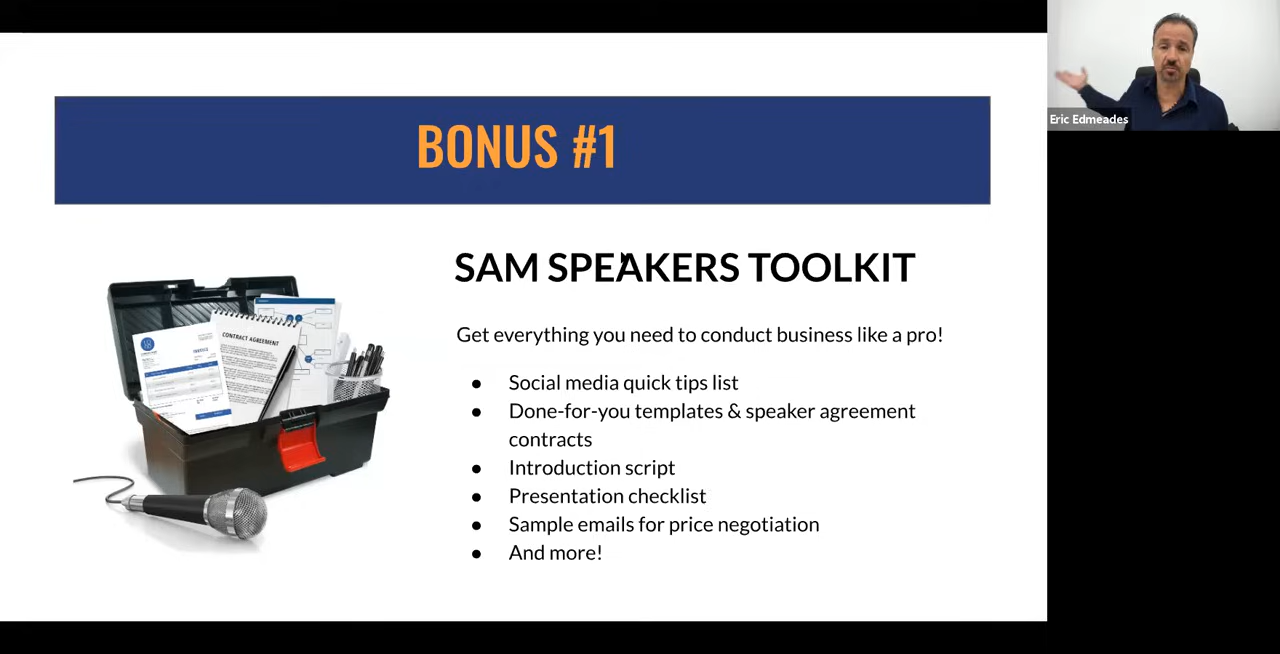 BONUS #1
Eric Edmeades
SAM SPEAKERS TOOLKIT
Get everything you need to conduct business like a pro!
● Social media quick tips list
● Done-for-you templates & speaker agreement
contracts
● Introduction script
● Presentation checklist
● Sample emails for price negotiation
● And more!
INVOICE
CONTRACT AGREEMENT